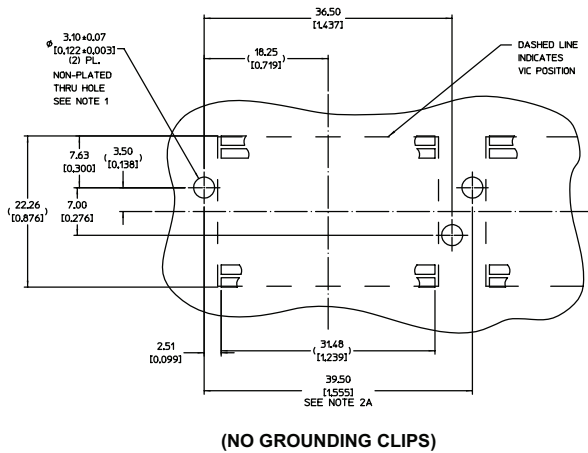 36.50
[1.437]
ø 3.10±0.07
[0.122±0.003]
(2) PL.
NON-PLATED
THRU HOLE
SEE NOTE 1
(18.25)
[0.719]
DASHED LINE
INDICATES
VIC POSITION
7.63
[0.300]
(3.50)
[0.138]
(22.26)
[0.876]
7.00
[0.276]
2.51
[0.099]
(31.48)
[1.239]
39.50
[1.555]
SEE NOTE 2A
(NO GROUNDING CLIPS)